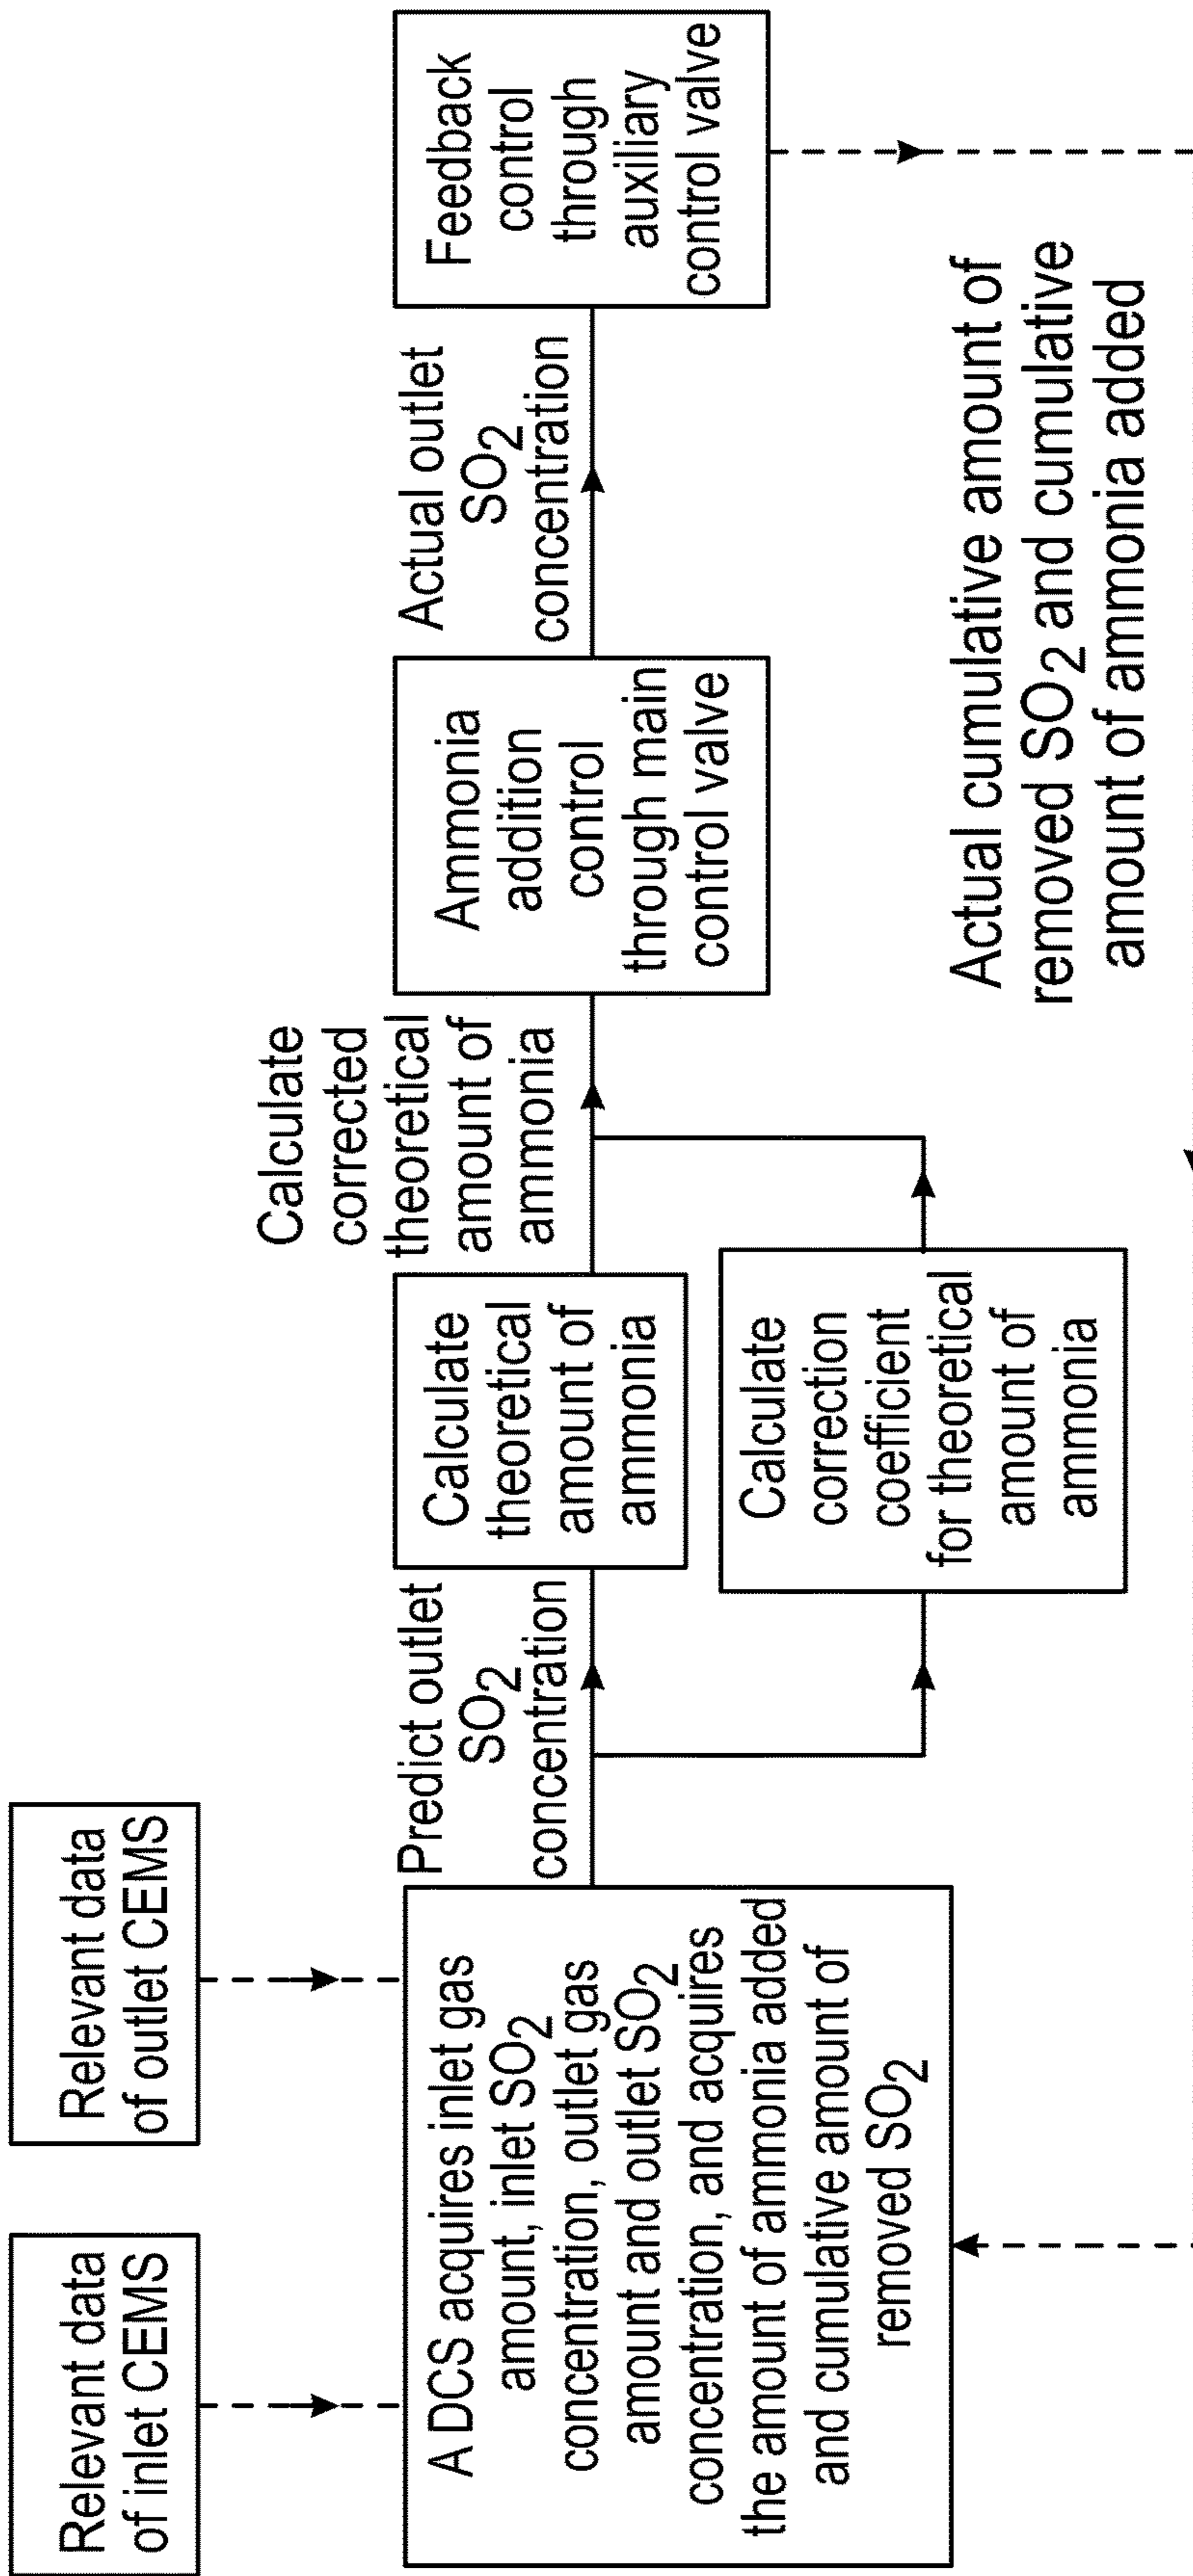 Relevant data
of inlet CEMS
Relevant data
of outlet CEMS
A DCS acquires inlet gas
amount, inlet SO2
concentration, outlet gas
amount and outlet SO2
concentration, and acquires
the amount of ammonia added
and cumulative amount of
removed SO2
Predict outlet
SO2
concentration
Calculate
theoretical
amount of
ammonia
Calculate
correction
coefficient
for theoretical
amount of
ammonia
Calculate
corrected
theoretical
amount of
ammonia
Ammonia
addition
control
through main
control valve
Actual outlet
SO2
concentration
Feedback
control
through
auxiliary
control valve
Actual cumulative amount of
removed SO2 and cumulative
amount of ammonia added